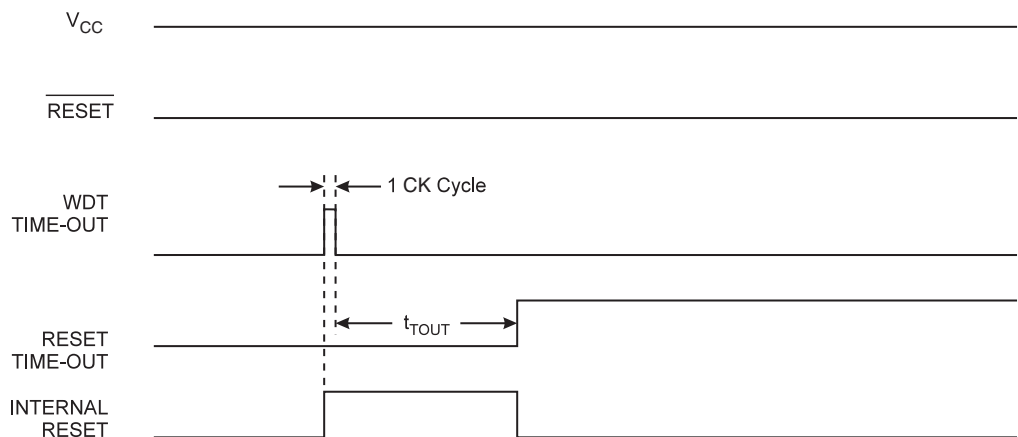 VCC
RESET
1 CK Cycle
WDT
TIME-OUT
tTOUT
RESET
TIME-OUT
INTERNAL
RESET